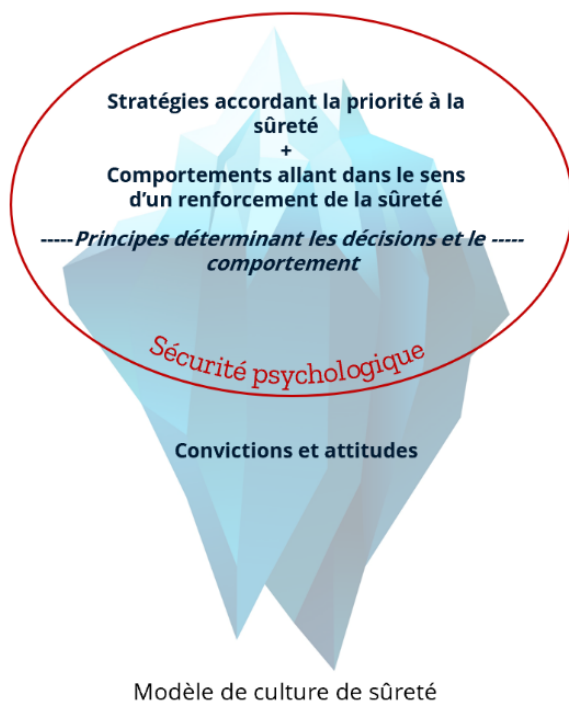 Stratégies accordant la priorité à la
sûreté
+
Comportements allant dans le sens
d’un renforcement de la sûreté
-----Principes déterminant les décisions et le -----
comportement
Sécurité psychologique
Convictions et attitudes
Modèle de culture de sûreté